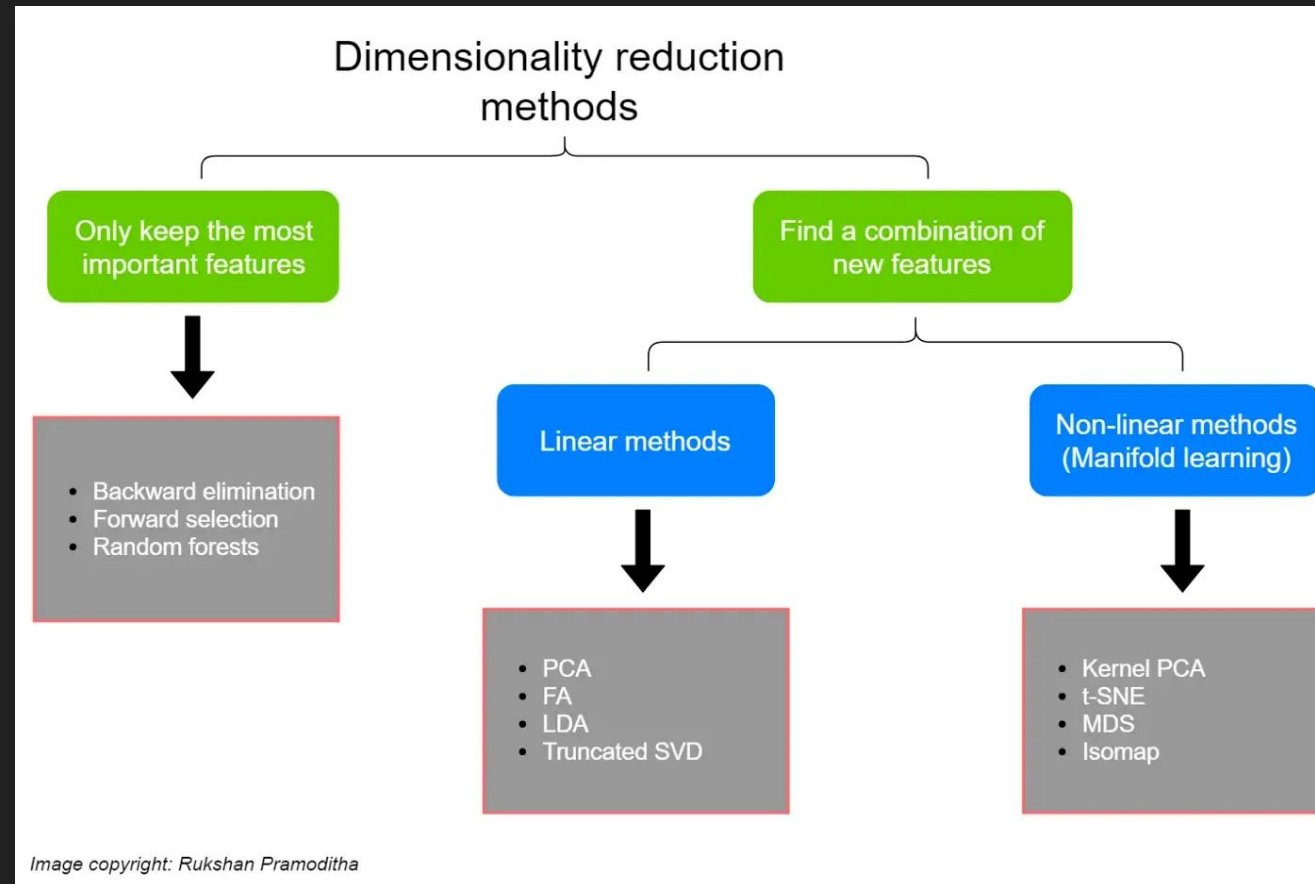 Dimensionality reduction
methods
Only keep the most
important features
Find a combination of
new features
Linear methods
Non-linear methods
(Manifold learning)
• Backward elimination
• Forward selection
• Random forests
• PCA
• FA
• LDA
• Truncated SVD
• Kernel PCA
• t-SNE
• MDS
• Isomap
Image copyright: Rukshan Pramoditha